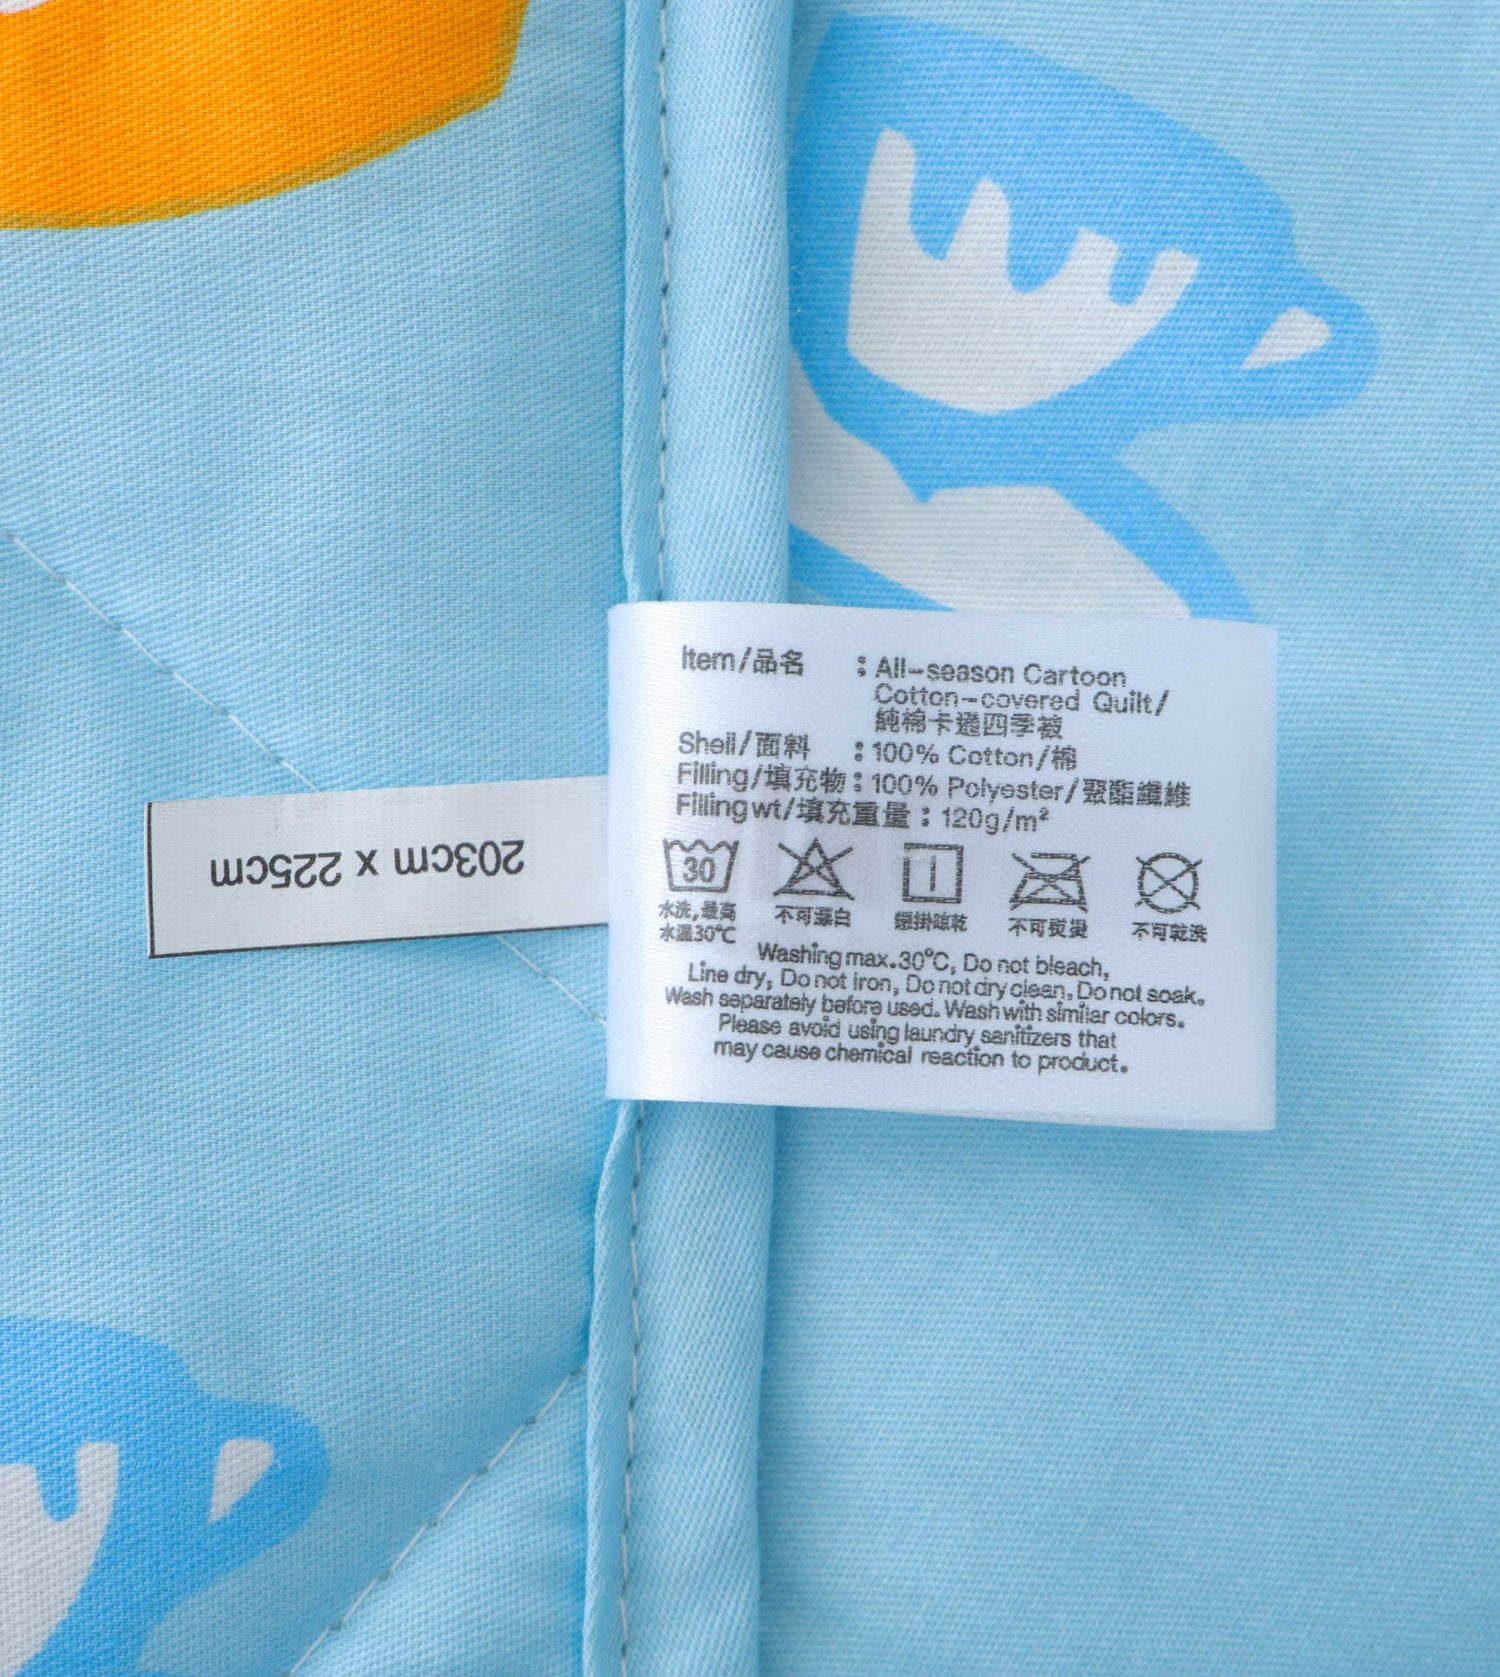 Item/品名 : All-season Cartoon
Cotton-covered Quilt/
純棉卡通四季被
Shell/面料 : 100% Cotton/棉
Filling/填充物 : 100% Polyester/聚酯纖維
Filling wt/填充重量 : 120g/m²
30
水洗,最高
水溫30℃
不可漂白
懸掛晾乾
不可熨燙
不可乾洗
Washing max.30°C, Do not bleach,
Line dry, Do not iron, Do not dry clean. Do not soak.
Wash separately before used. Wash with similar colors.
Please avoid using laundry sanitizers that
may cause chemical reaction to product.
203cm x 225cm